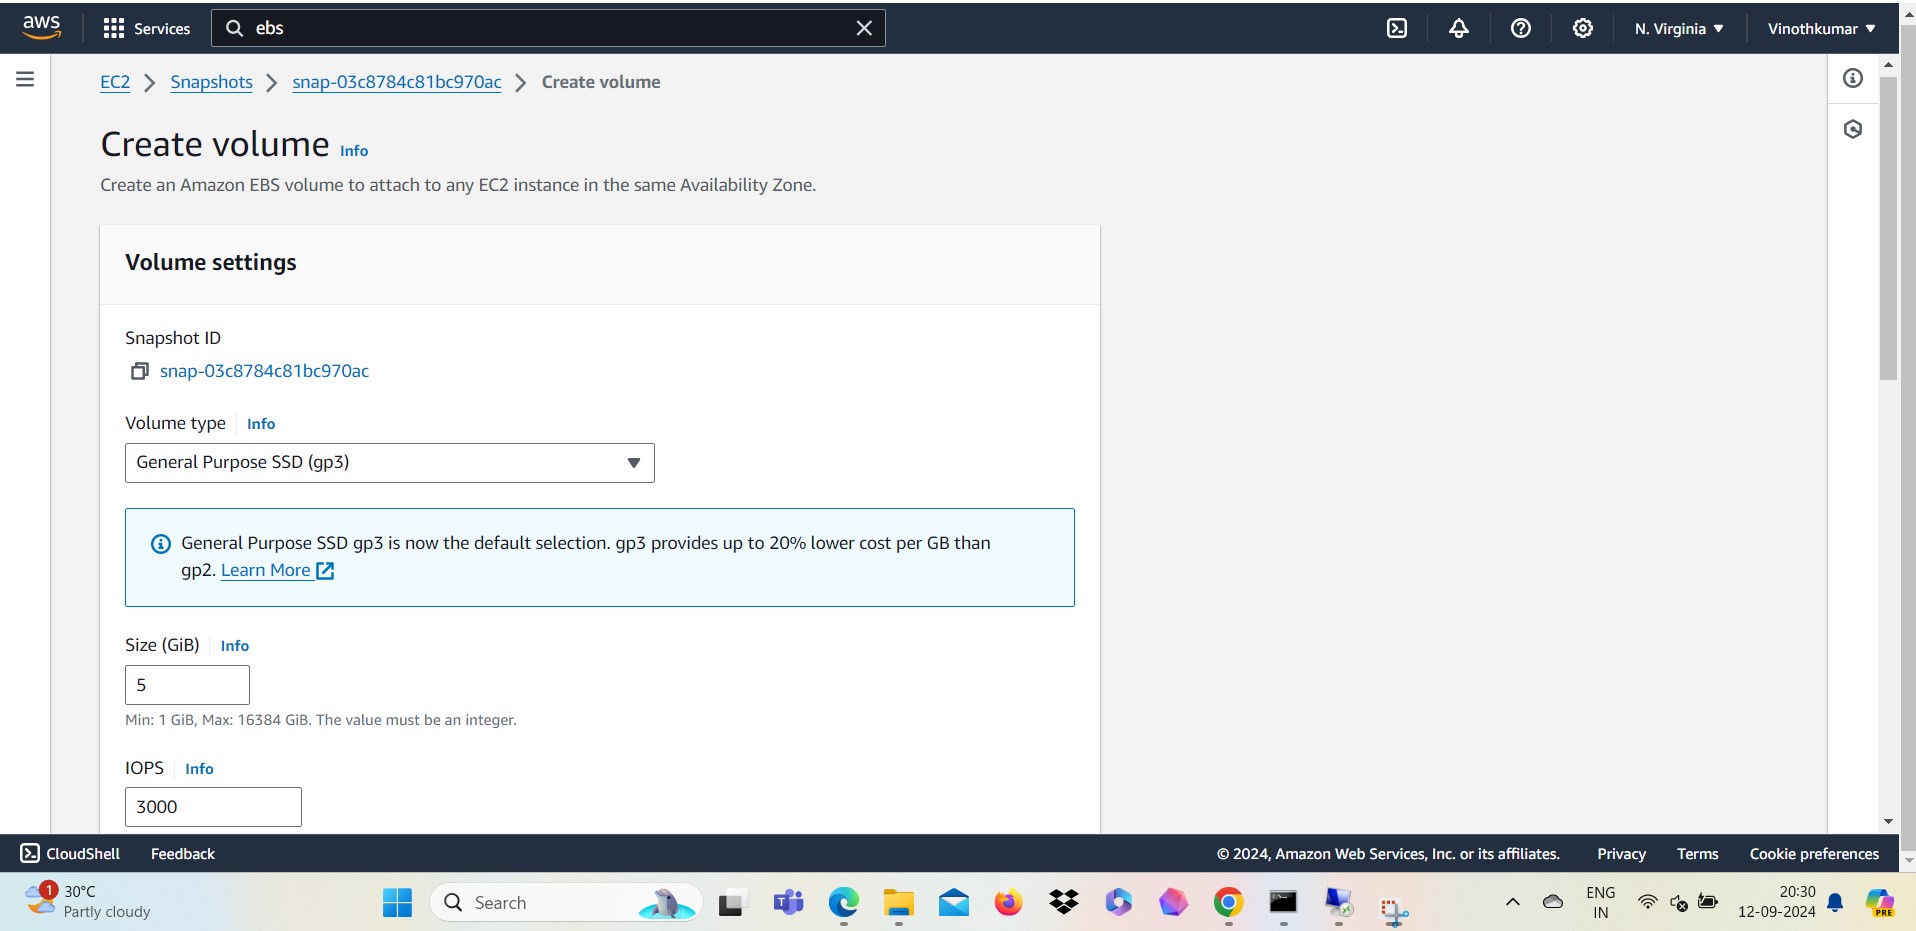 aws
Services
ebs
N. Virginia
Vinothkumar
EC2
Snapshots
snap-03c8784c81bc970ac
Create volume
Create volume
Info
Create an Amazon EBS volume to attach to any EC2 instance in the same Availability Zone.
Volume settings
Snapshot ID
snap-03c8784c81bc970ac
Volume type
Info
General Purpose SSD (gp3)
General Purpose SSD gp3 is now the default selection. gp3 provides up to 20% lower cost per GB than
gp2. Learn More
Size (GiB)
Info
5
Min: 1 GiB, Max: 16384 GiB. The value must be an integer.
IOPS
Info
3000
CloudShell
Feedback
© 2024, Amazon Web Services, Inc. or its affiliates.
Privacy
Terms
Cookie preferences
1
30°C
Partly cloudy
Search
ENG
IN
20:30
12-09-2024
PRE